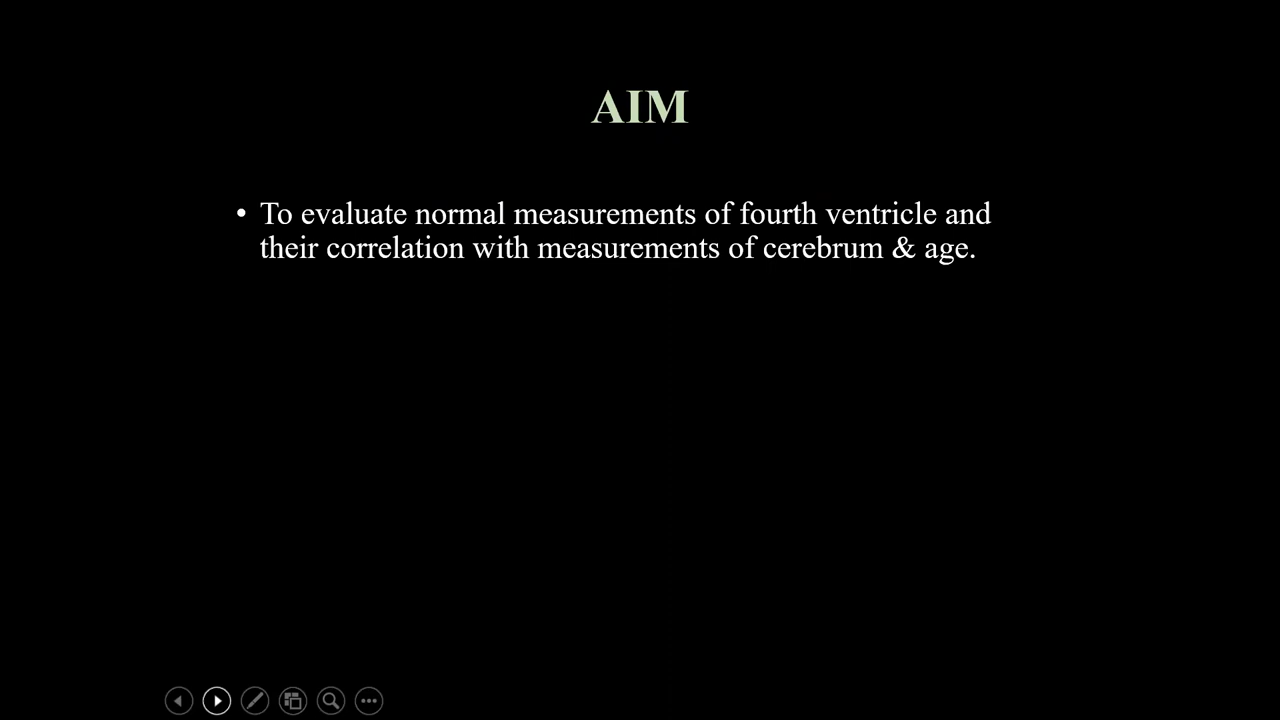 AIM
• To evaluate normal measurements of fourth ventricle and
their correlation with measurements of cerebrum & age.